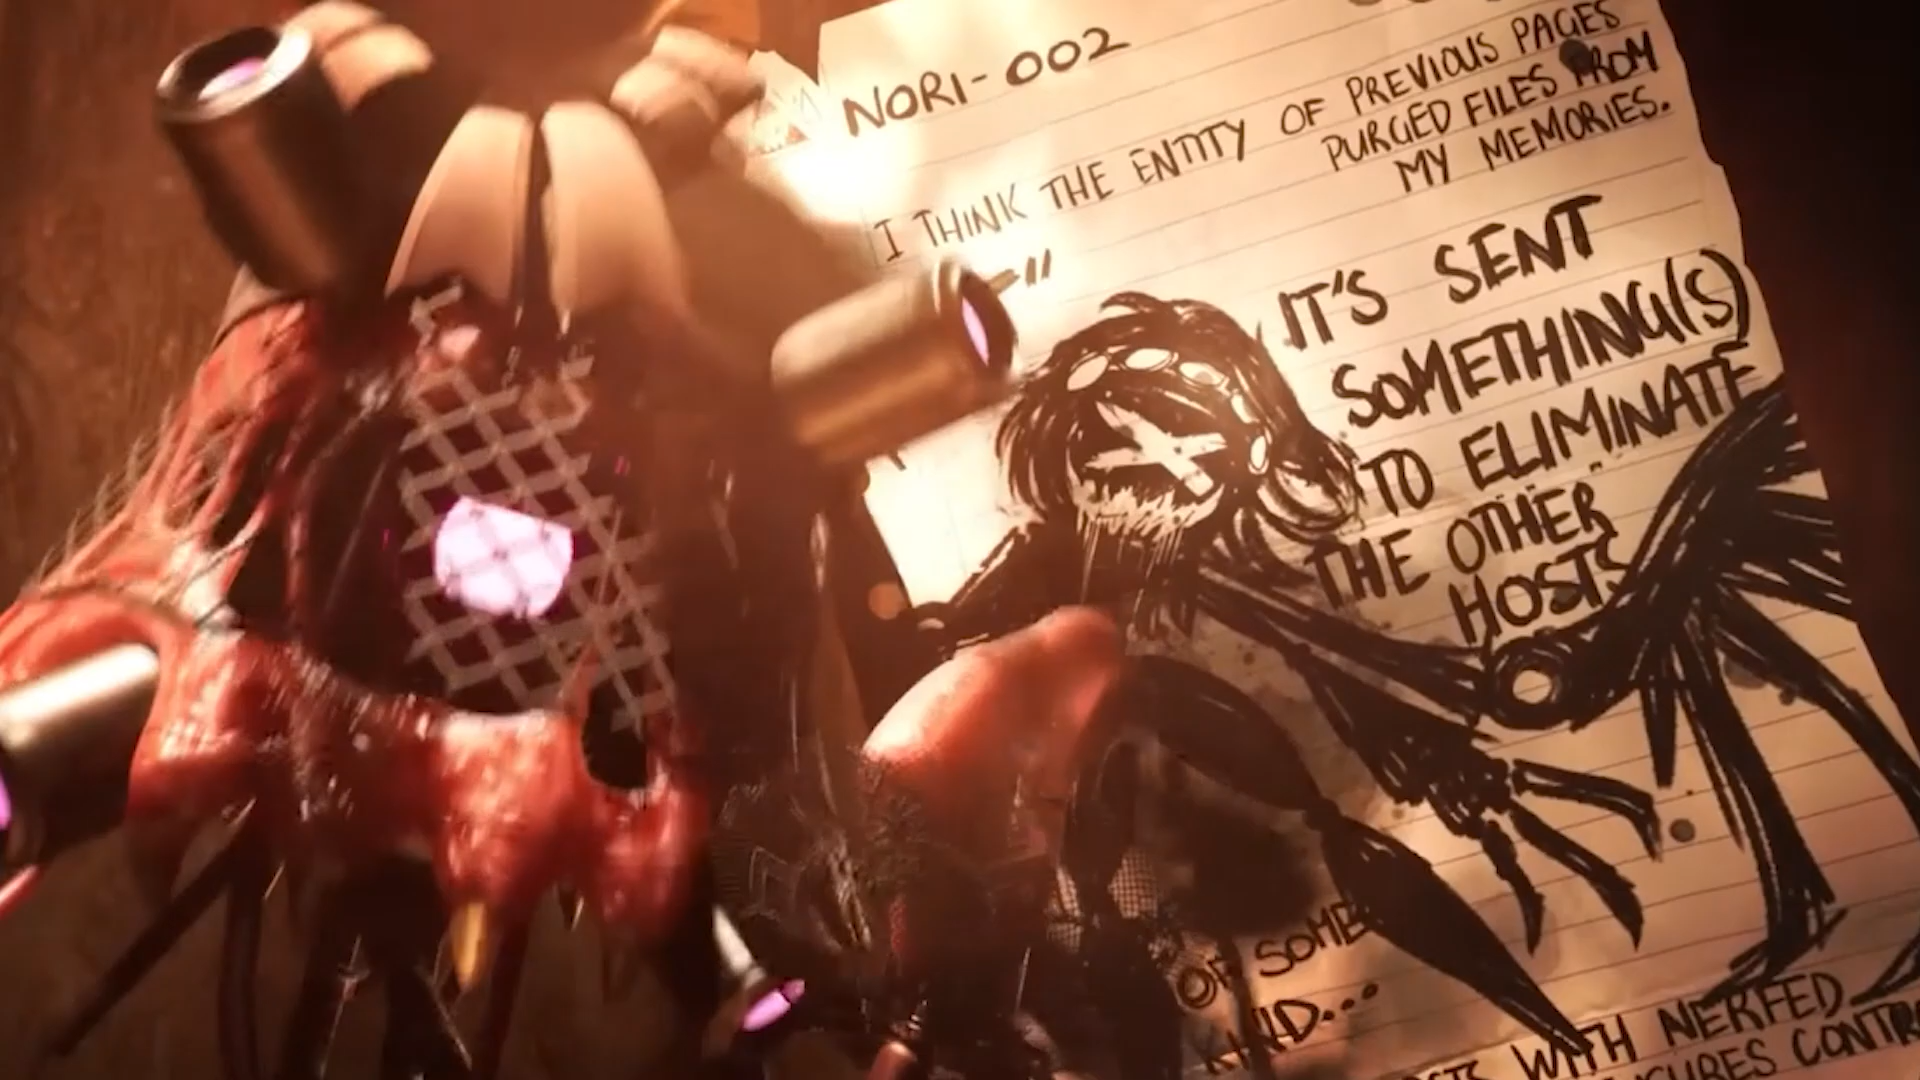 NORI-002
I THINK THE ENTITY OF PREVIOUS PAGES
PURGED FILES FROM
MY MEMORIES.
IT'S SENT
SOMETHING(S)
TO ELIMINATE
THE OTHER
HOSTS
OF SOME
KIND...
WITH NERFED